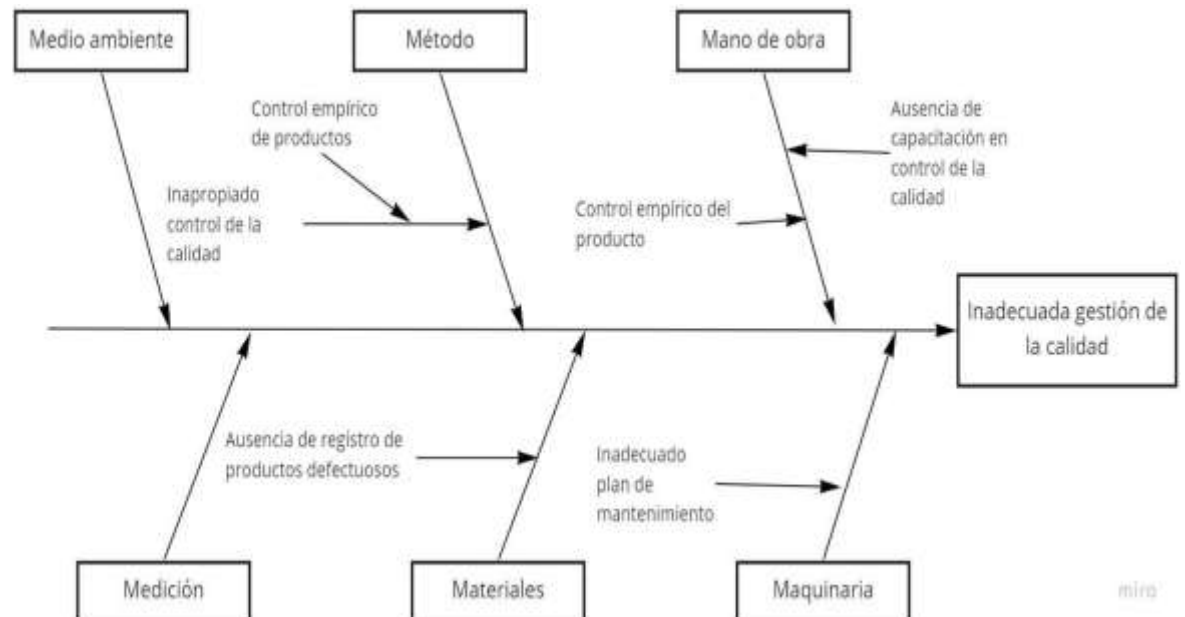 Medio ambiente
Método
Mano de obra
Control empírico
de productos
Ausencia de
capacitación en
control de la
calidad
Inapropiado
control de la
calidad
Control empírico del
producto
Inadecuada gestión de
la calidad
Ausencia de registro de
productos defectuosos
Inadecuado
plan de
mantenimiento
Medición
Materiales
Maquinaria
miro